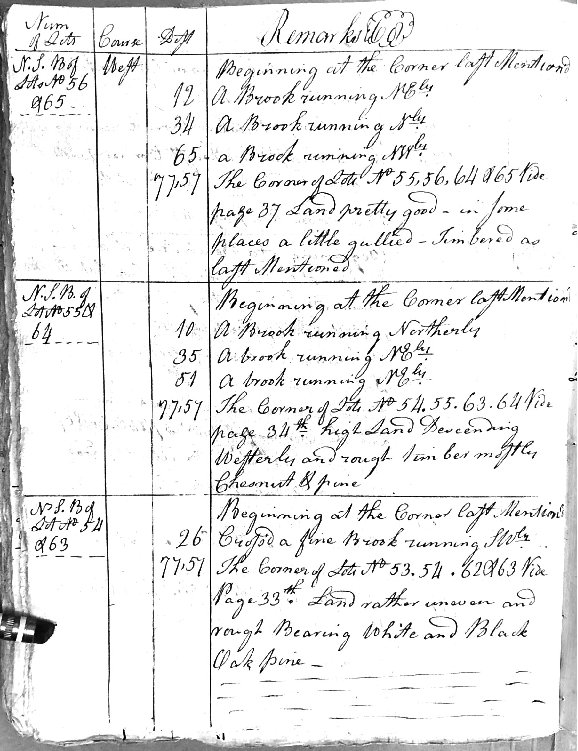 Num of Lots Course Dist Remarks &C
N. S. B of West Beginning at the Corner last Mentiond
Lots No 56 12 A Brook running NEly
&65 34 A Brook running Nly
65 a Brook running NWly
77,57 The Corner of Lots No 55, 56, 64 &65 Vide
page 37 Land pretty good - in some
places a little gullied - Timbered as
last Mentioned
N. S. B. of Beginning at the Corner last Mention'd
Lot No 55 & 64 10 A Brook running Northerly
35 A brook running NEly
51 A brook running NEly
77,57 The Corner of Lots No 54. 55. 63. 64 Vide
page 34th high Land Descending
Westerly and rough Timber mostly
Chesnut & pine
N. S. B of Beginning at the Corner last Mentiond
Lot No 54 26 Cross'd a fine Brook running SWly
&63 77,57 The Corner of Lots No 53. 54. 62 & 63 Vide
Page 33th Land rather uneven and
rough Bearing White and Black
Oak pine -